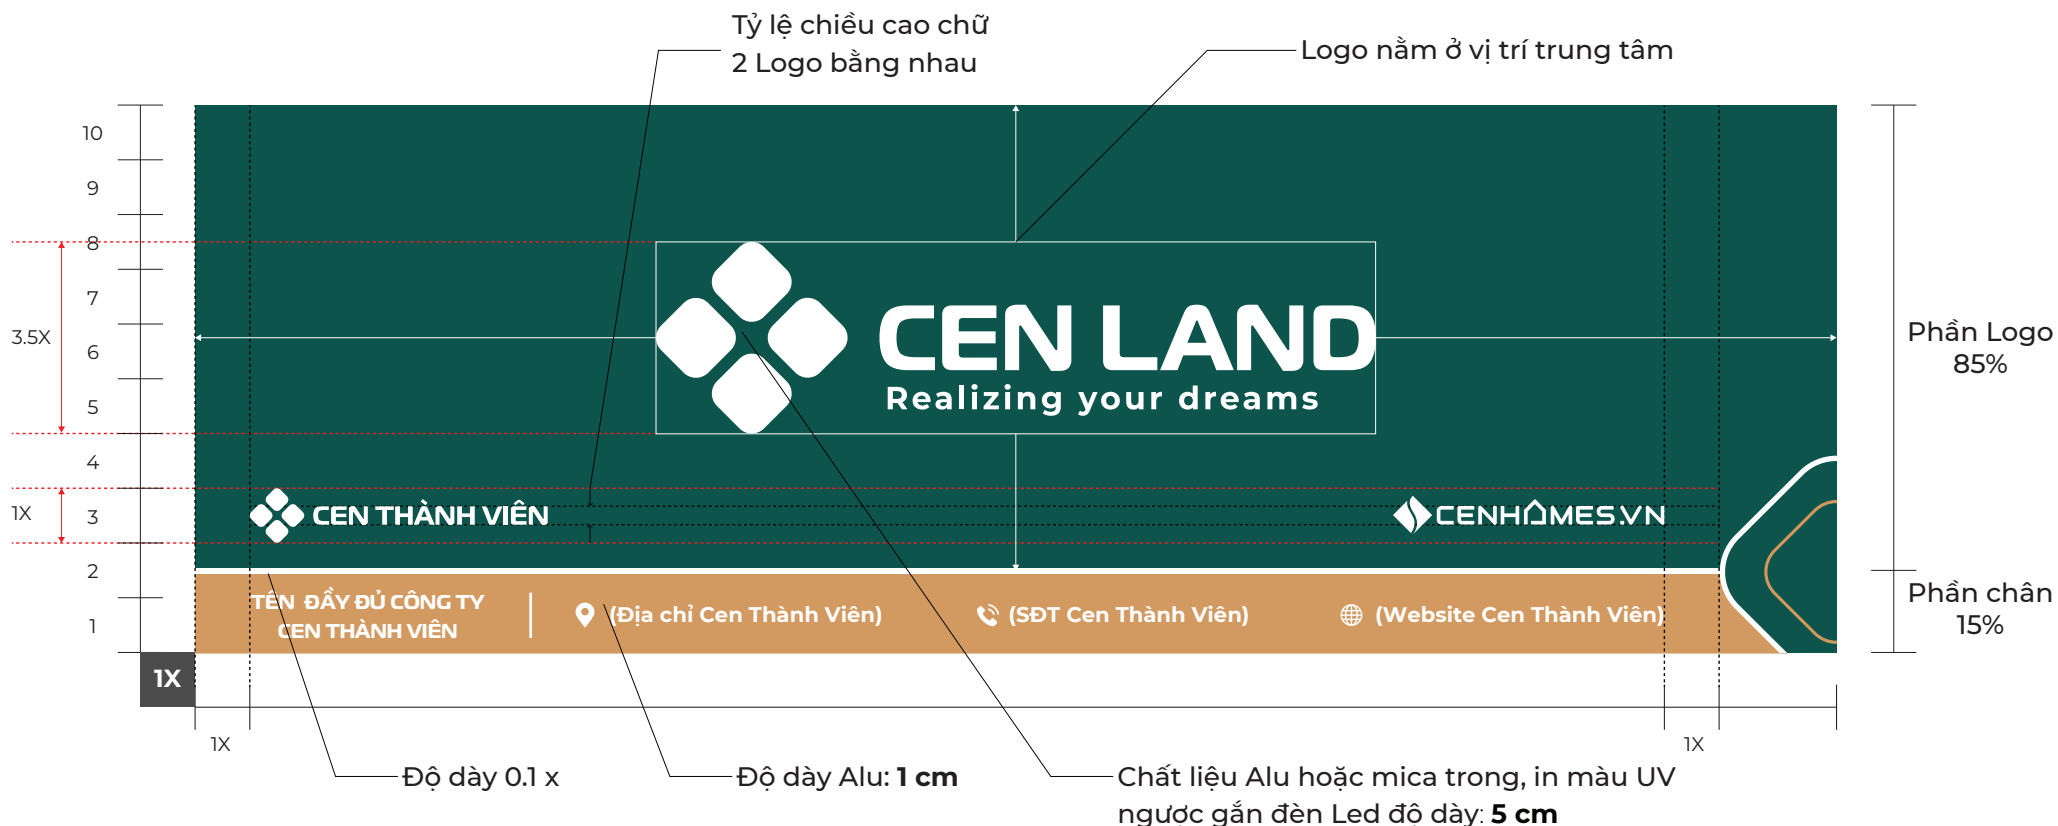 Tỷ lệ chiều cao chữ
2 Logo bằng nhau
Logo nằm ở vị trí trung tâm
10
9
8
7
6
5
4
3
2
1
3.5X
1X
1X
CEN LAND
Realizing your dreams
CEN THÀNH VIÊN
CENHOMES.VN
TÊN ĐẦY ĐỦ CÔNG TY
CEN THÀNH VIÊN
(Địa chỉ Cen Thành Viên)
(SĐT Cen Thành Viên)
(Website Cen Thành Viên)
Phần Logo
85%
Phần chân
15%
1X
1X
Độ dày 0.1 x
Độ dày Alu: 1 cm
Chất liệu Alu hoặc mica trong, in màu UV
ngược gắn đèn Led độ dày: 5 cm